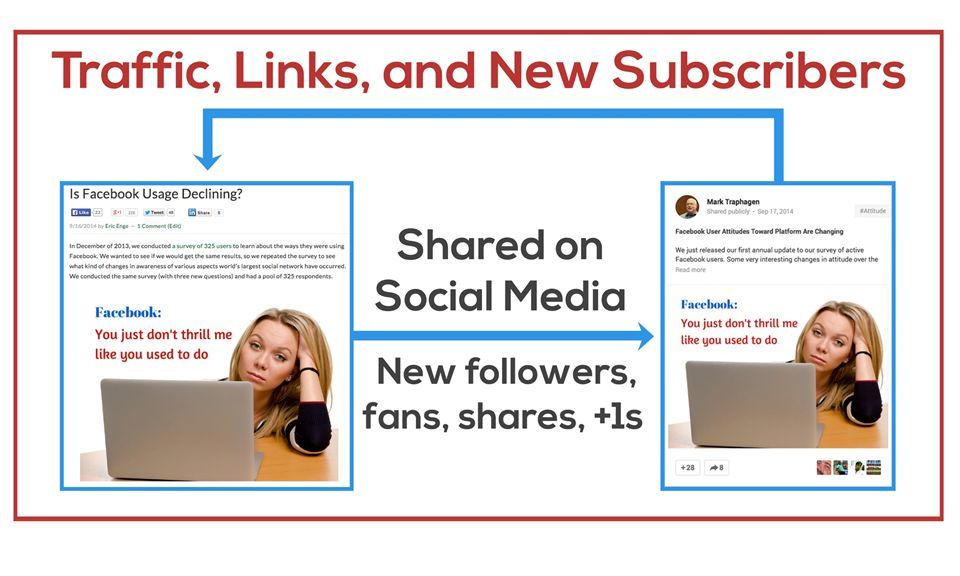 Traffic, Links, and New Subscribers
Is Facebook Usage Declining?
Like 22
+1 226
Tweet 48
Share 8
9/16/2014 by Eric Enge — 1 Comment (Edit)
In December of 2013, we conducted a survey of 325 users to learn about the ways they were using
Facebook. We wanted to see if we would get the same results, so we repeated the survey to see
what kind of changes in awareness of various aspects world's largest social network have occurred.
We conducted the same survey (with three new questions) and had a pool of 325 respondents.
Facebook:
You just don't thrill me
like you used to do
Shared on
Social Media
New followers,
fans, shares, +1s
Mark Traphagen
Shared publicly - Sep 17, 2014
#Attitude
Facebook User Attitudes Toward Platform Are Changing
We just released our first annual update to our survey of active
Facebook users. Some very interesting changes in attitude over the
Read more
Facebook:
You just don't thrill me
like you used to do
+28
8